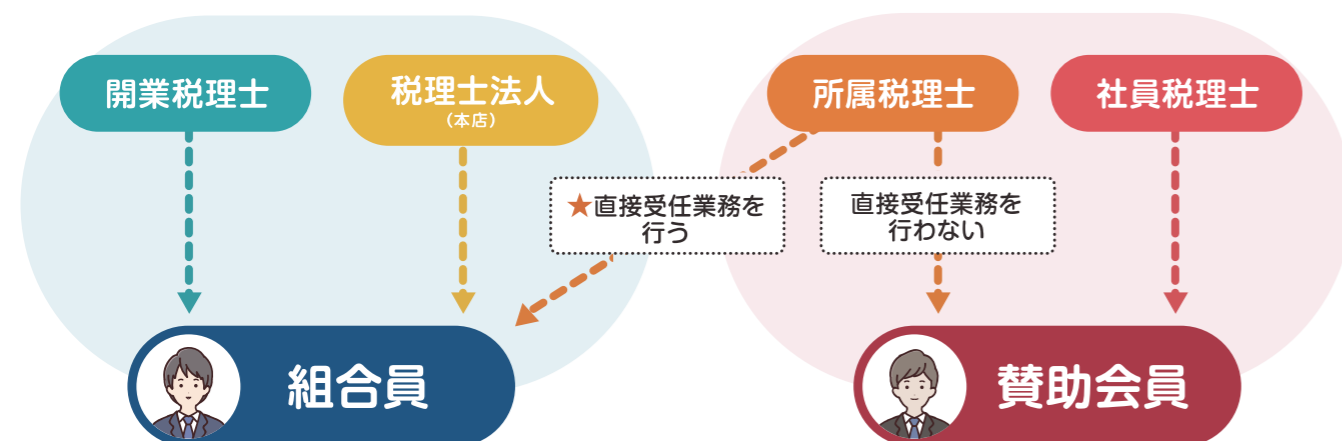 開業税理士
税理士法人
(本店)
所属税理士
社員税理士
★直接受任業務を
行う
直接受任業務を
行わない
組合員
賛助会員